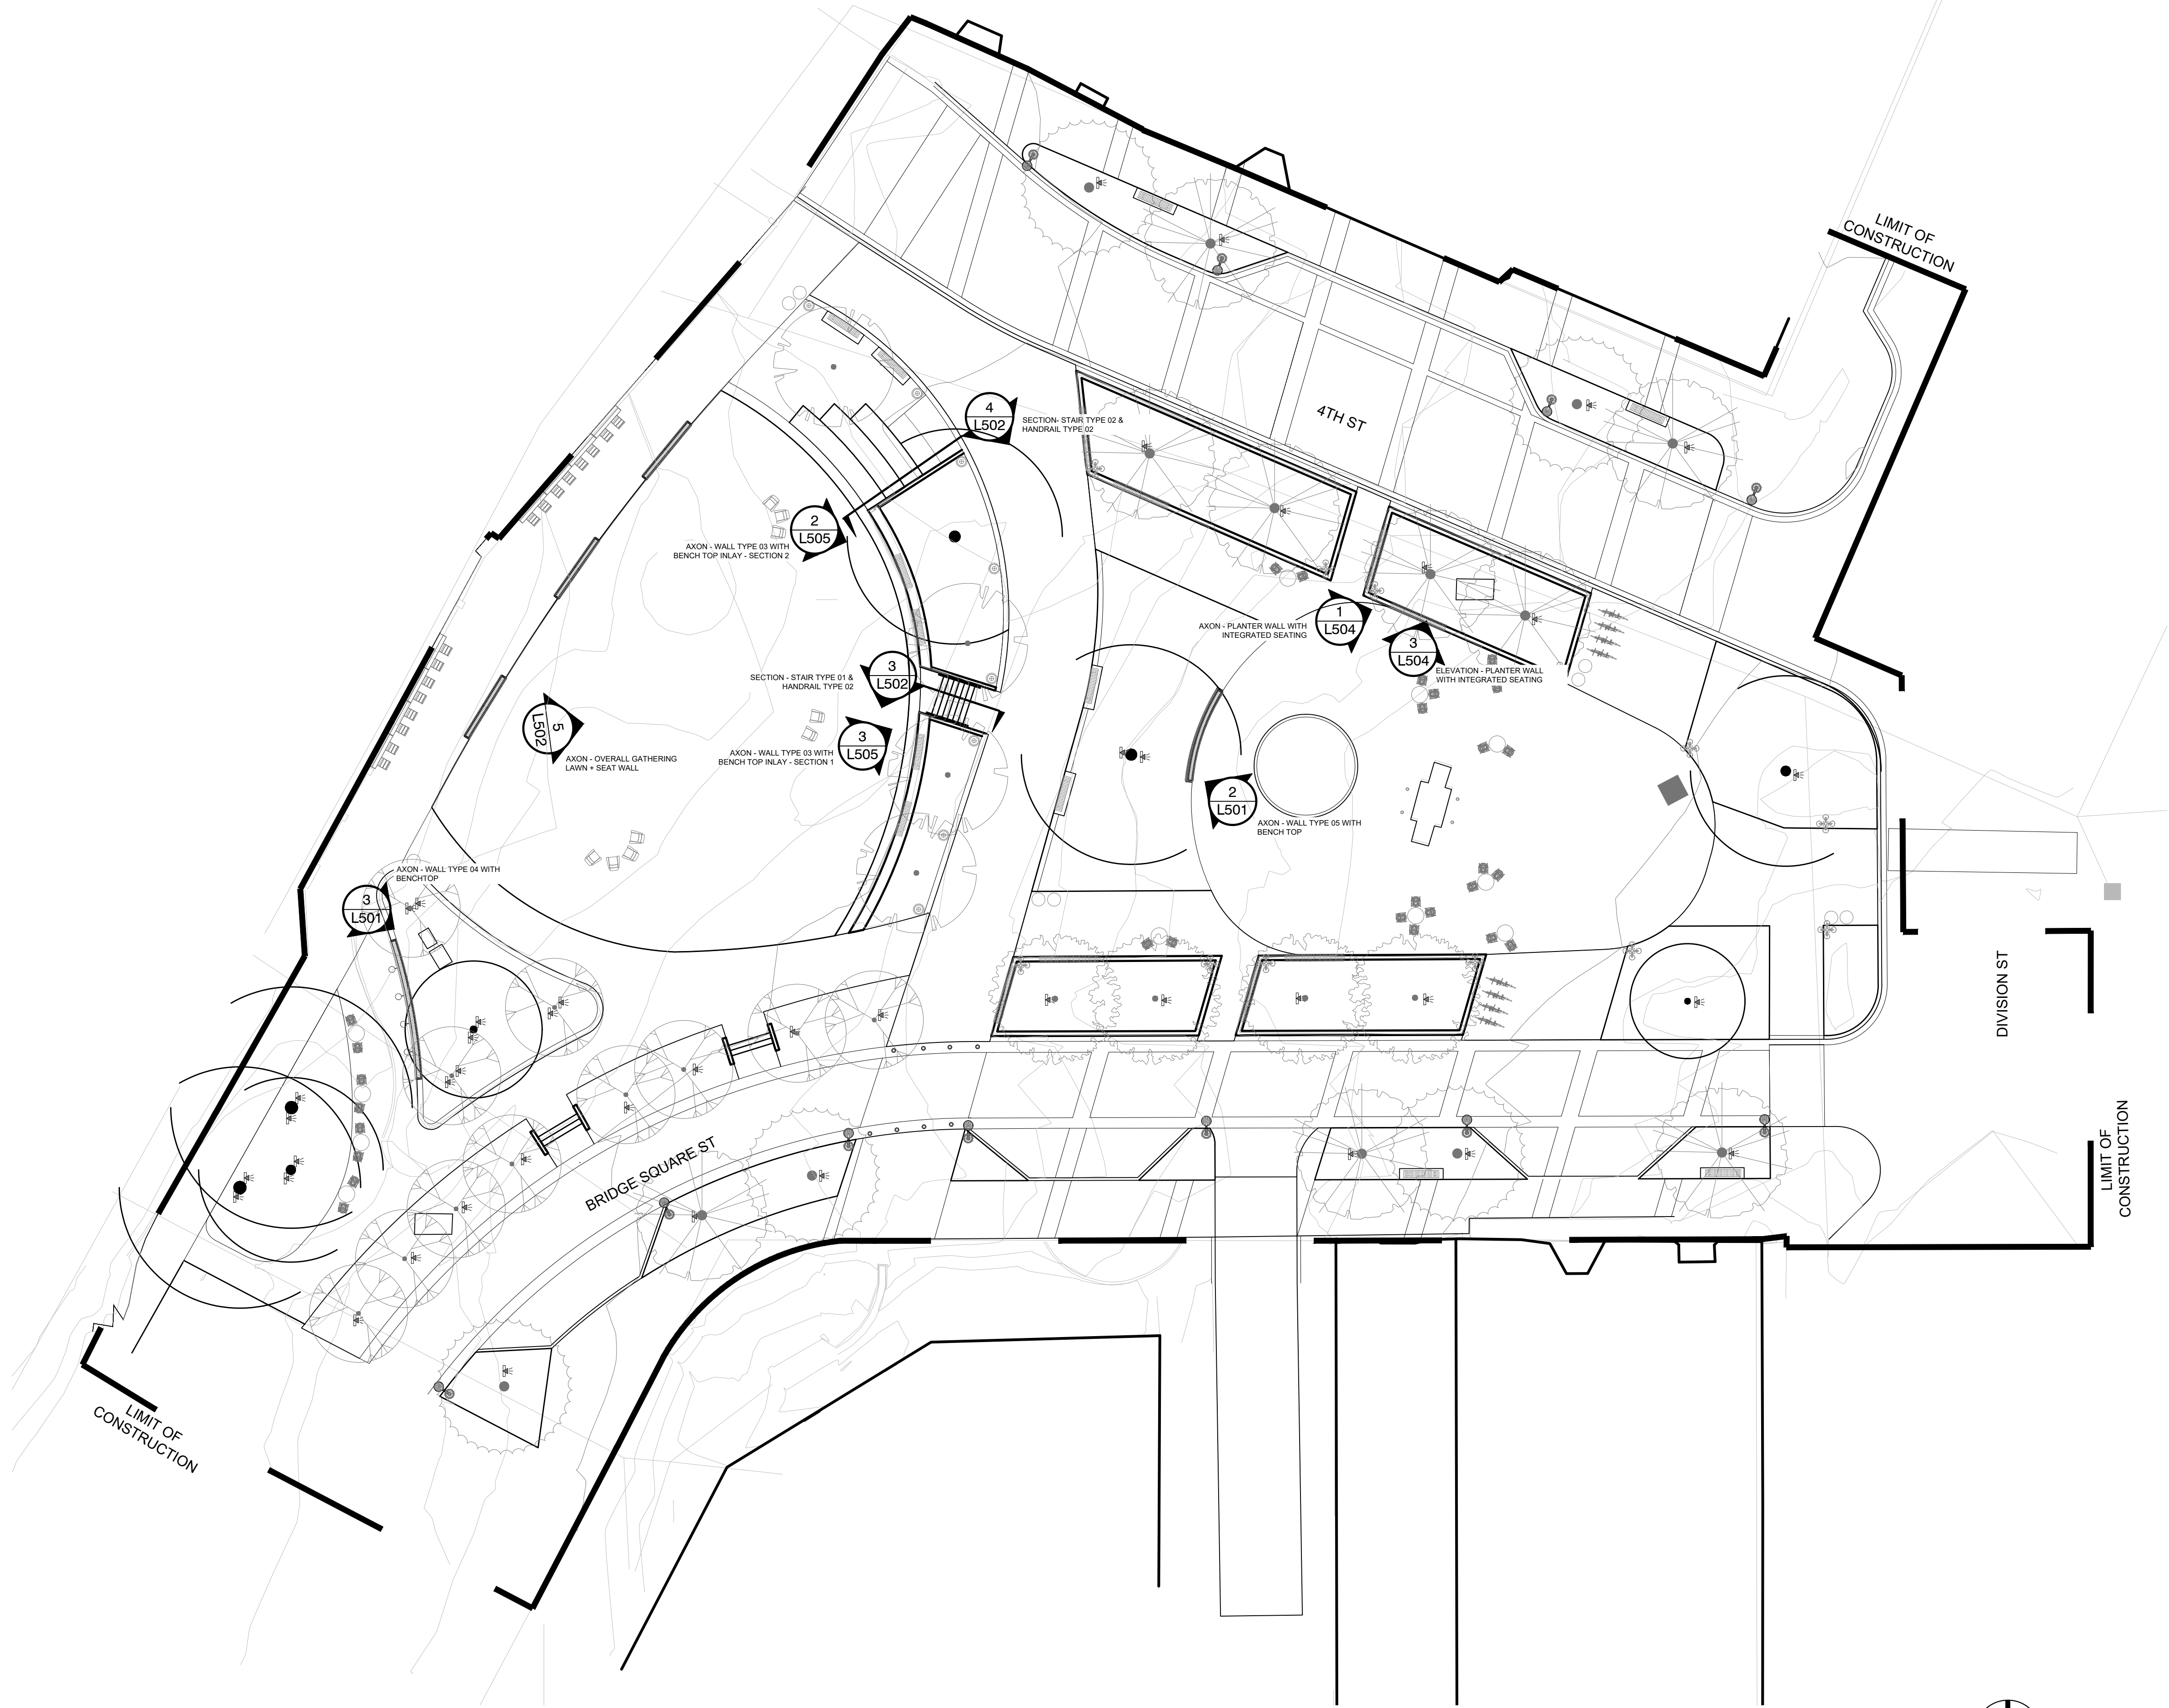 LIMIT OF
CONSTRUCTION
4TH ST
4
L502
SECTION- STAIR TYPE 02 &
HANDRAIL TYPE 02
2
L505
AXON - WALL TYPE 03 WITH
BENCH TOP INLAY - SECTION 2
1
L504
AXON - PLANTER WALL WITH
INTEGRATED SEATING
3
L504
ELEVATION - PLANTER WALL
WITH INTEGRATED SEATING
3
L502
SECTION - STAIR TYPE 01 &
HANDRAIL TYPE 02
5
L502
AXON - OVERALL GATHERING
LAWN + SEAT WALL
3
L505
AXON - WALL TYPE 03 WITH
BENCH TOP INLAY - SECTION 1
2
L501
AXON - WALL TYPE 05 WITH
BENCH TOP
AXON - WALL TYPE 04 WITH
BENCHTOP
3
L501
DIVISION ST
BRIDGE SQUARE ST
LIMIT OF
CONSTRUCTION
LIMIT OF
CONSTRUCTION